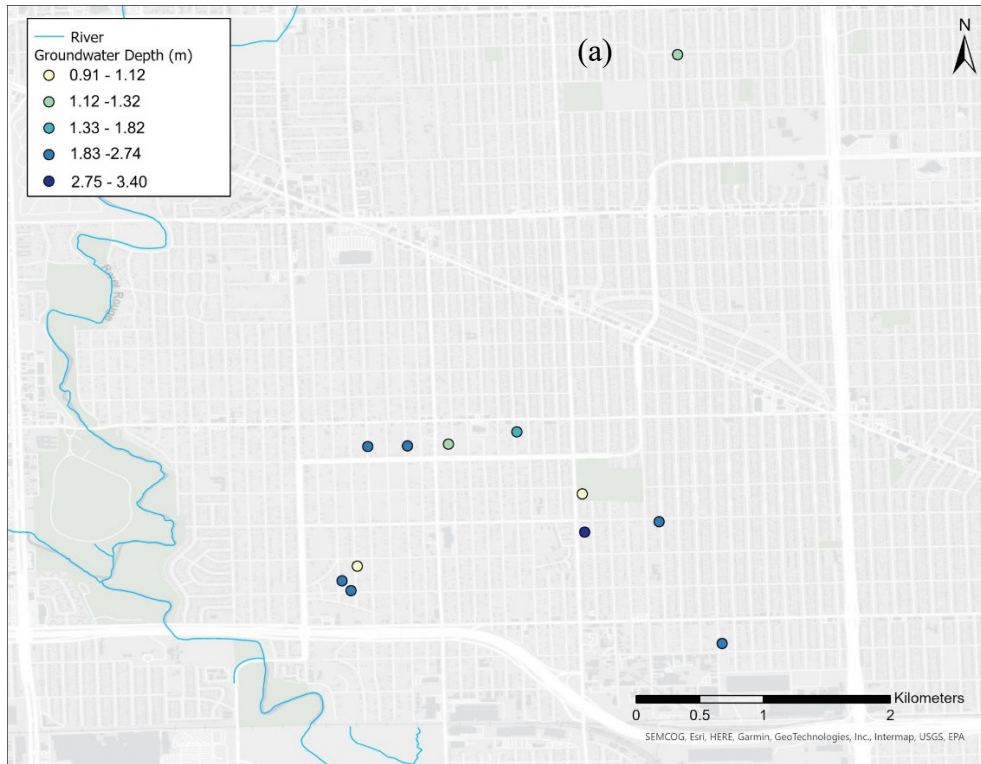 River
Groundwater Depth (m)
0.91 - 1.12
1.12 -1.32
1.33 - 1.82
1.83 -2.74
2.75 - 3.40
(a)
N
Kilometers
0 0.5 1 2
SEMCOG, Esri, HERE, Garmin, GeoTechnologies, Inc., Intermap, USGS, EPA